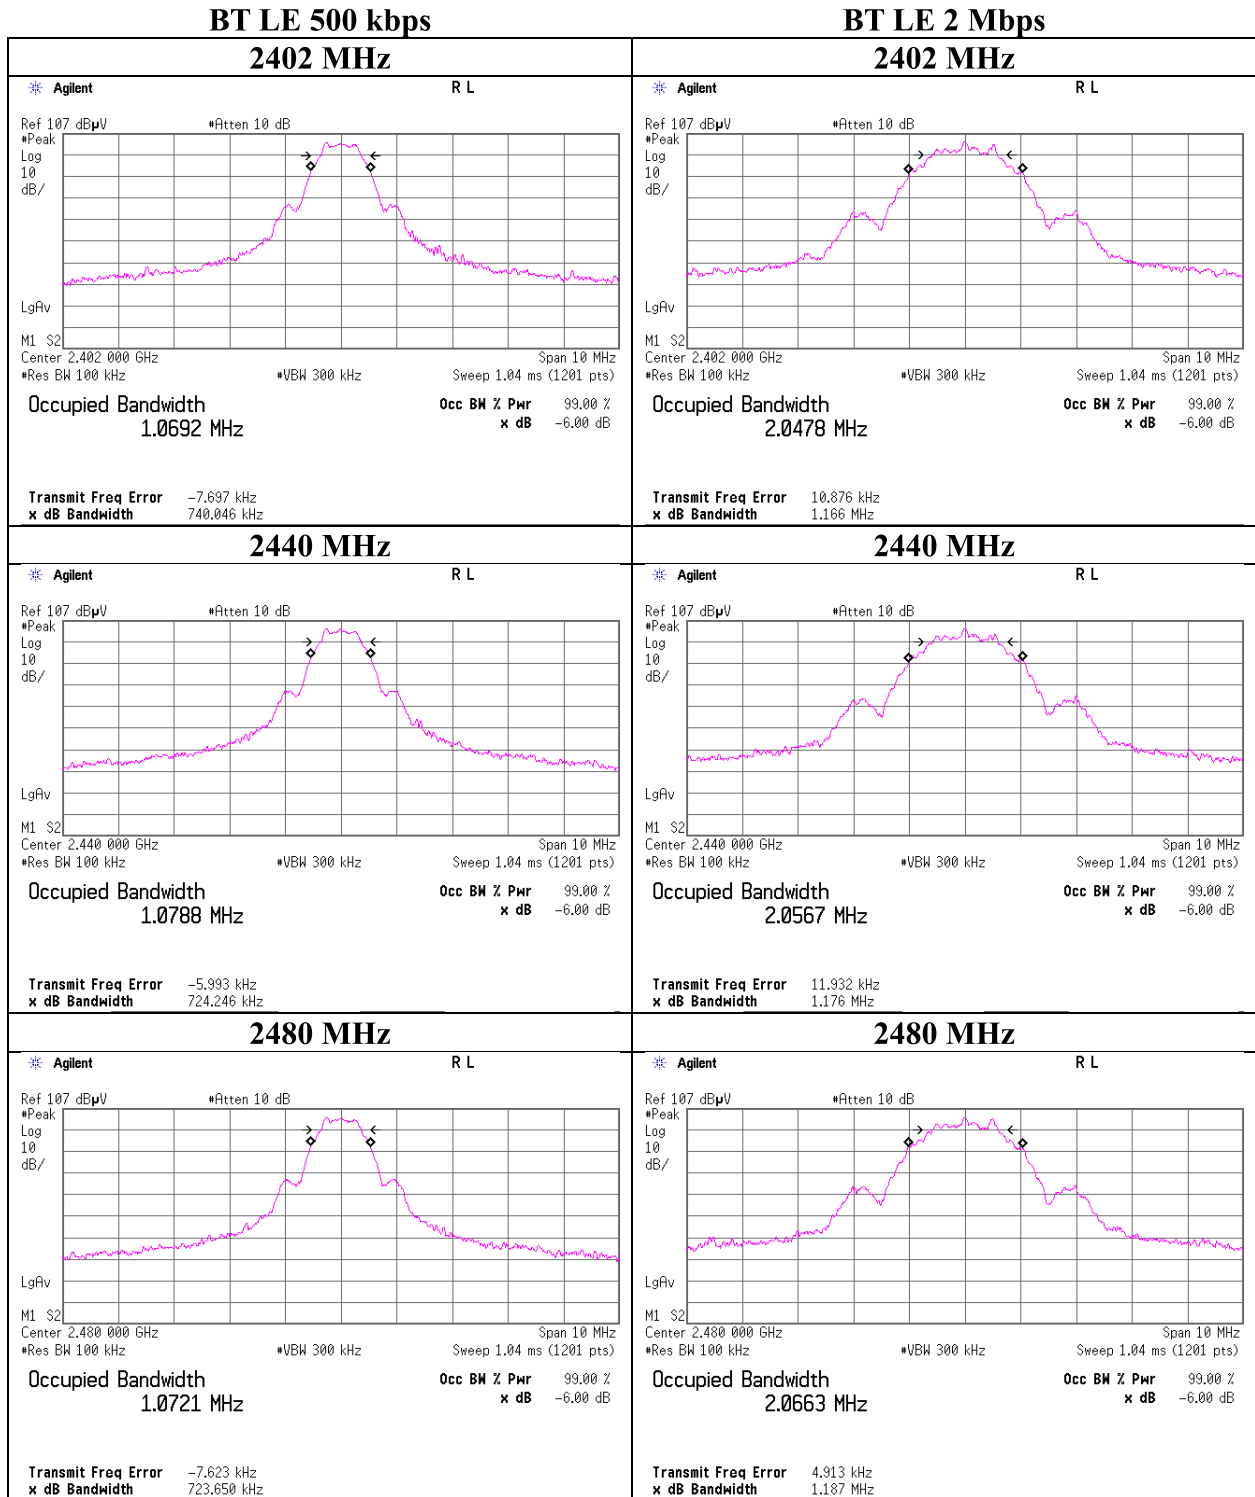 BT LE 500 kbps
BT LE 2 Mbps
2402 MHz
2402 MHz
Agilent
R L
Ref 107 dBµV
#Atten 10 dB
#Peak
Log
10
dB/
LgAv
M1 S2
Center 2.402 000 GHz
Span 10 MHz
#Res BW 100 kHz
#VBW 300 kHz
Sweep 1.04 ms (1201 pts)
Occupied Bandwidth
1.0692 MHz
Occ BW % Pwr 99.00 %
x dB -6.00 dB
Transmit Freq Error -7.697 kHz
x dB Bandwidth 740.046 kHz
Agilent
R L
Ref 107 dBµV
#Atten 10 dB
#Peak
Log
10
dB/
LgAv
M1 S2
Center 2.402 000 GHz
Span 10 MHz
#Res BW 100 kHz
#VBW 300 kHz
Sweep 1.04 ms (1201 pts)
Occupied Bandwidth
2.0478 MHz
Occ BW % Pwr 99.00 %
x dB -6.00 dB
Transmit Freq Error 10.876 kHz
x dB Bandwidth 1.166 MHz
2440 MHz
2440 MHz
Agilent
R L
Ref 107 dBµV
#Atten 10 dB
#Peak
Log
10
dB/
LgAv
M1 S2
Center 2.440 000 GHz
Span 10 MHz
#Res BW 100 kHz
#VBW 300 kHz
Sweep 1.04 ms (1201 pts)
Occupied Bandwidth
1.0788 MHz
Occ BW % Pwr 99.00 %
x dB -6.00 dB
Transmit Freq Error -5.993 kHz
x dB Bandwidth 724.246 kHz
Agilent
R L
Ref 107 dBµV
#Atten 10 dB
#Peak
Log
10
dB/
LgAv
M1 S2
Center 2.440 000 GHz
Span 10 MHz
#Res BW 100 kHz
#VBW 300 kHz
Sweep 1.04 ms (1201 pts)
Occupied Bandwidth
2.0567 MHz
Occ BW % Pwr 99.00 %
x dB -6.00 dB
Transmit Freq Error 11.932 kHz
x dB Bandwidth 1.176 MHz
2480 MHz
2480 MHz
Agilent
R L
Ref 107 dBµV
#Atten 10 dB
#Peak
Log
10
dB/
LgAv
M1 S2
Center 2.480 000 GHz
Span 10 MHz
#Res BW 100 kHz
#VBW 300 kHz
Sweep 1.04 ms (1201 pts)
Occupied Bandwidth
1.0721 MHz
Occ BW % Pwr 99.00 %
x dB -6.00 dB
Transmit Freq Error -7.623 kHz
x dB Bandwidth 723.650 kHz
Agilent
R L
Ref 107 dBµV
#Atten 10 dB
#Peak
Log
10
dB/
LgAv
M1 S2
Center 2.480 000 GHz
Span 10 MHz
#Res BW 100 kHz
#VBW 300 kHz
Sweep 1.04 ms (1201 pts)
Occupied Bandwidth
2.0663 MHz
Occ BW % Pwr 99.00 %
x dB -6.00 dB
Transmit Freq Error 4.913 kHz
x dB Bandwidth 1.187 MHz